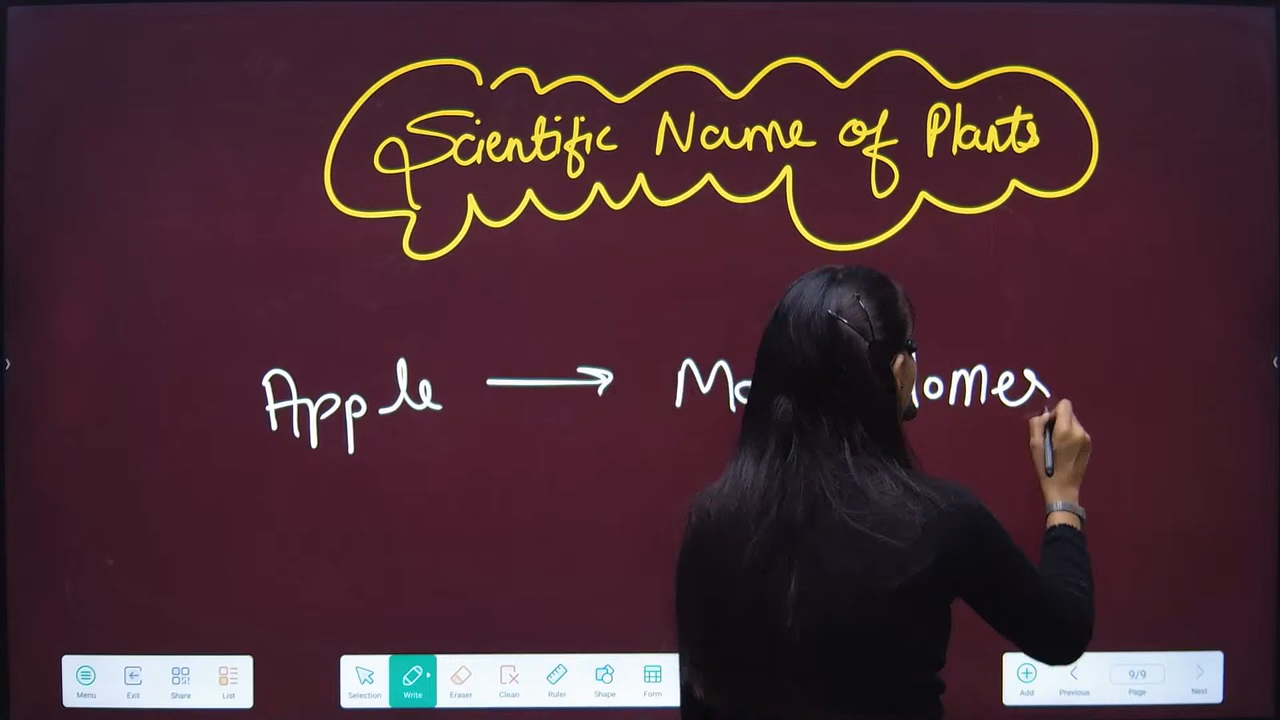 Scientific Name of Plants
Apple →
Menu
Exit
Share
List
Selection
Write
Eraser
Clean
Ruler
Shape
Form
Add
Previous
9/9
Page
Next